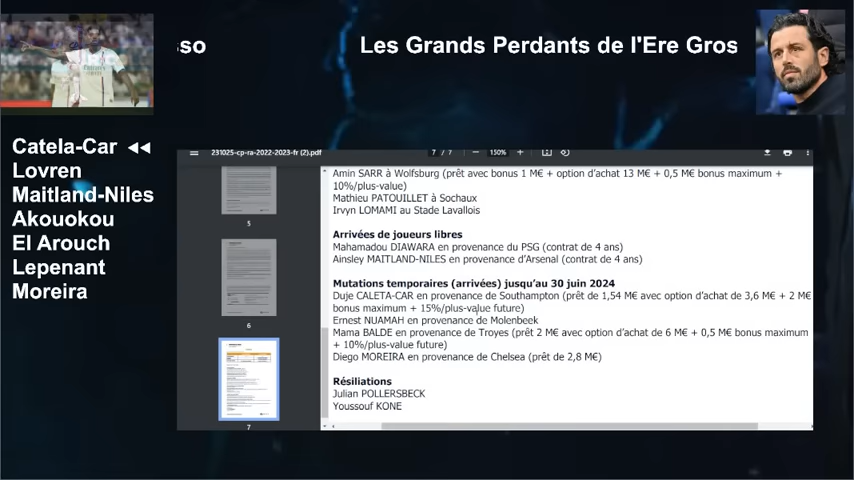 sso
Les Grands Perdants de l'Ere Gros
Catela-Car
Lovren
Maitland-Niles
Akouokou
El Arouch
Lepenant
Moreira
231025-cp-ra-2022-2023-fr (2).pdf
7 / 7
150%
5
6
7
Amin SARR à Wolfsburg (prêt avec bonus 1 M€ + option d'achat 13 M€ + 0,5 M€ bonus maximum +
10%/plus-value)
Mathieu PATOUILLET à Sochaux
Irvyn LOMAMI au Stade Lavallois
Arrivées de joueurs libres
Mahamadou DIAWARA en provenance du PSG (contrat de 4 ans)
Ainsley MAITLAND-NILES en provenance d'Arsenal (contrat de 4 ans)
Mutations temporaires (arrivées) jusqu'au 30 juin 2024
Duje CALETA-CAR en provenance de Southampton (prêt de 1,54 M€ avec option d'achat de 3,6 M€ + 2 M€
bonus maximum + 15%/plus-value future)
Ernest NUAMAH en provenance de Molenbeek
Mama BALDE en provenance de Troyes (prêt 2 M€ avec option d'achat de 6 M€ + 0,5 M€ bonus maximum
+ 10%/plus-value future)
Diego MOREIRA en provenance de Chelsea (prêt de 2,8 M€)
Résiliations
Julian POLLERSBECK
Youssouf KONE